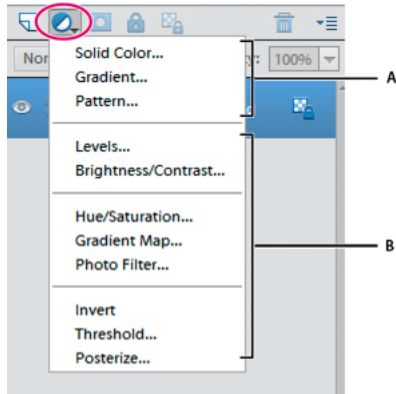 Nor
y: 100%
Solid Color...
Gradient...
Pattern...
A
Levels...
Brightness/Contrast...
Hue/Saturation...
Gradient Map...
Photo Filter...
B
Invert
Threshold...
Posterize...